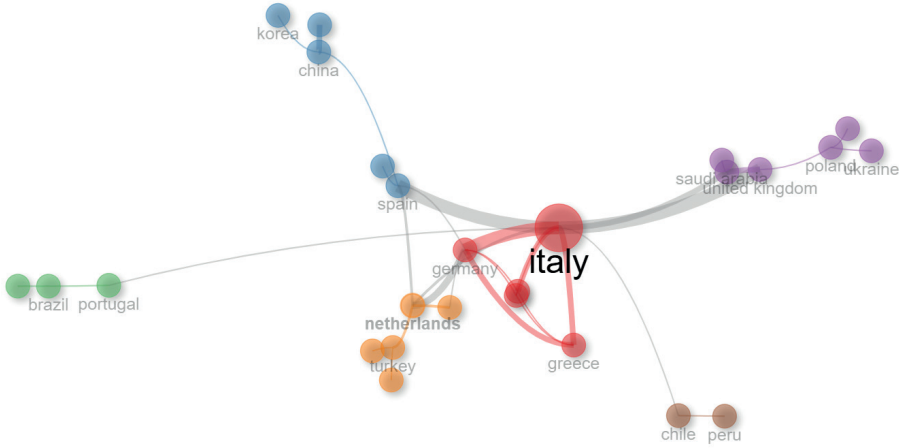 korea
china
saudi arabia
poland
ukraine
united kingdom
spain
italy
germany
brazil
portugal
netherlands
turkey
greece
chile
peru